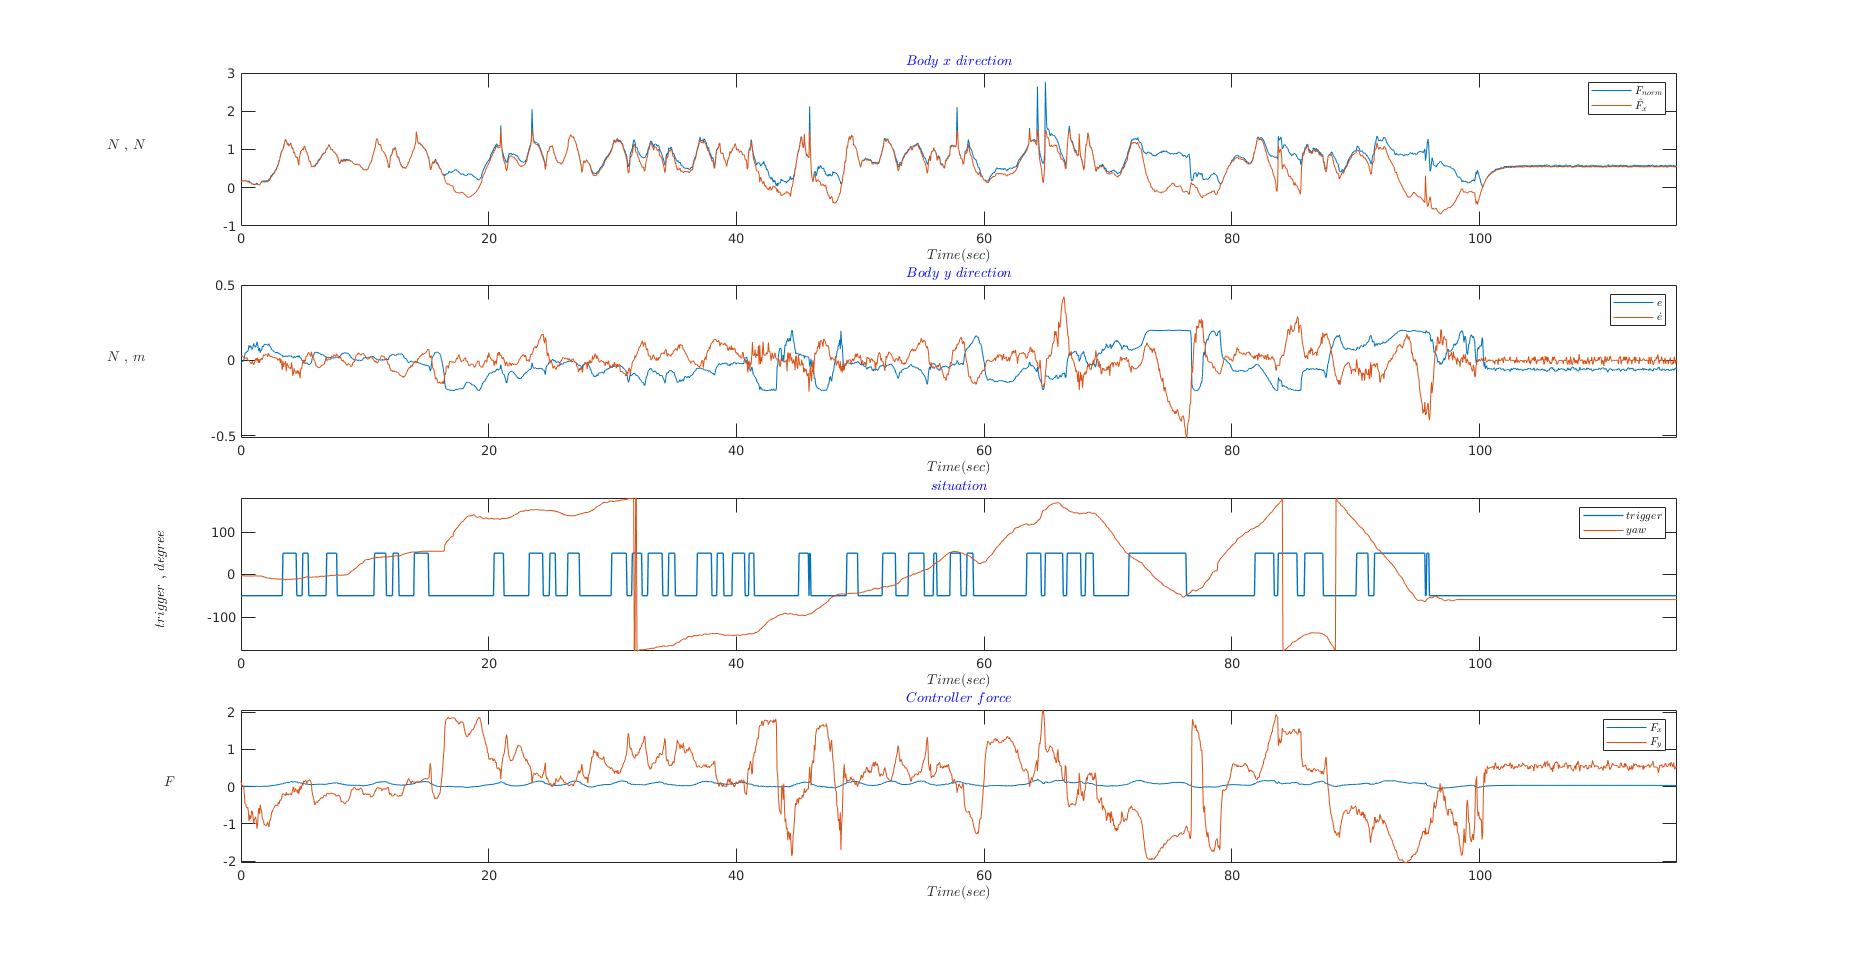 Body x direction
3
2
1
0
-1
N , N
F_norm
F̂_x
0 20 40 60 80 100
Time(sec)
Body y direction
0.5
0
-0.5
N , m
e
ė
0 20 40 60 80 100
Time(sec)
situation
100
0
-100
trigger , degree
trigger
yaw
0 20 40 60 80 100
Time(sec)
Controller force
2
1
0
-1
-2
F
F_x
F_y
0 20 40 60 80 100
Time(sec)